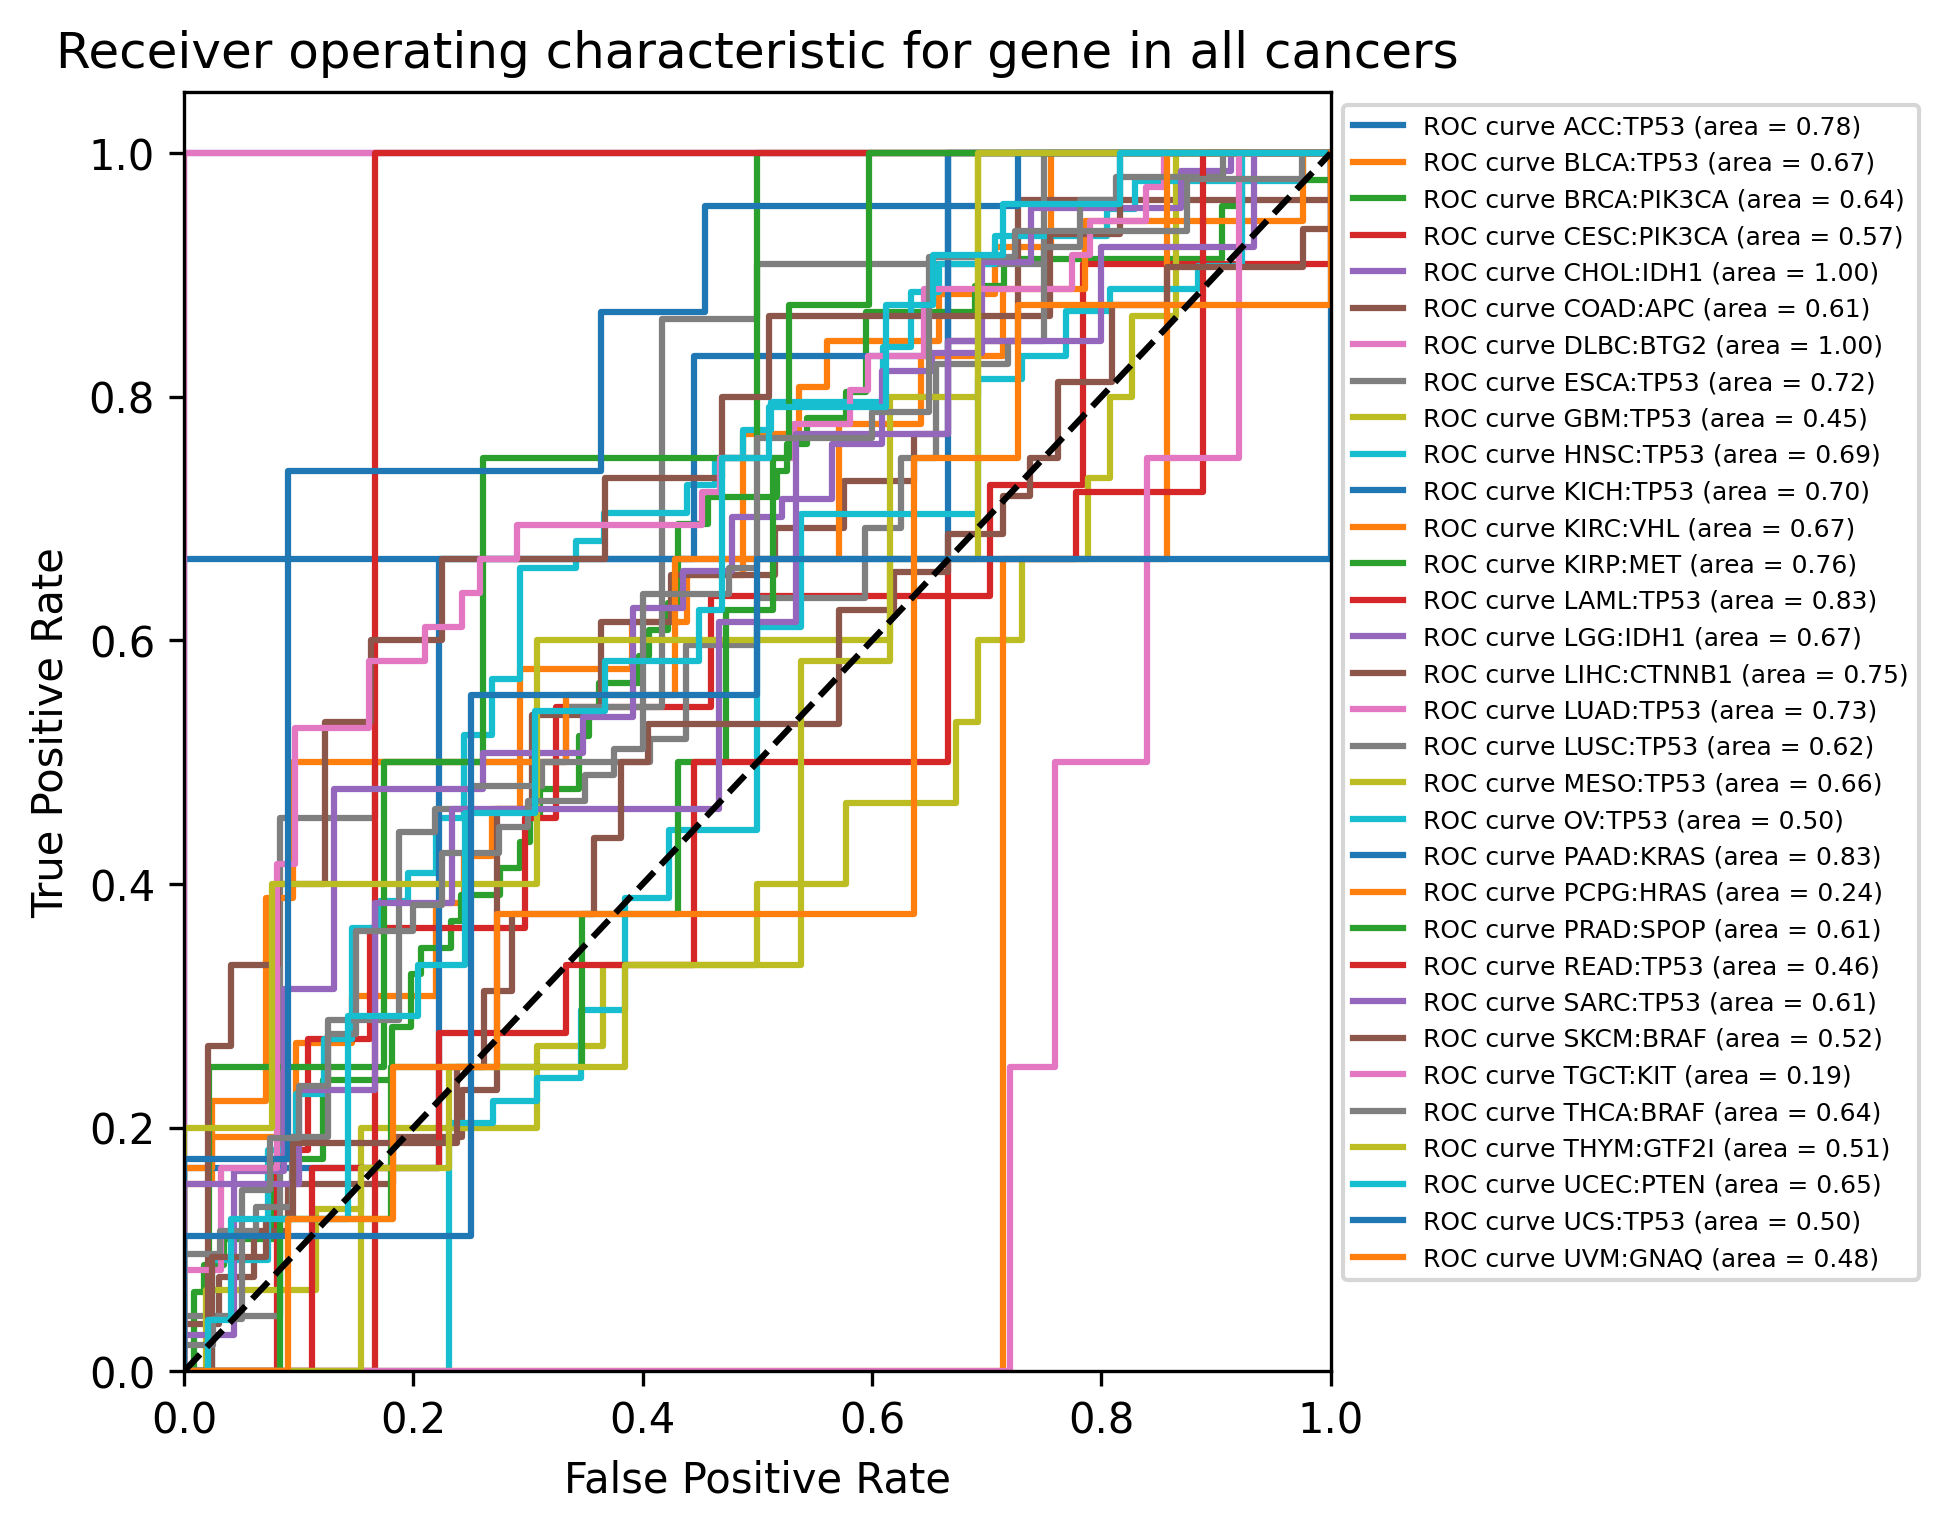 Receiver operating characteristic for gene in all cancers
True Positive Rate
1.0
0.8
0.6
0.4
0.2
0.0
0.0 0.2 0.4 0.6 0.8 1.0
False Positive Rate
ROC curve ACC:TP53 (area = 0.78)
ROC curve BLCA:TP53 (area = 0.67)
ROC curve BRCA:PIK3CA (area = 0.64)
ROC curve CESC:PIK3CA (area = 0.57)
ROC curve CHOL:IDH1 (area = 1.00)
ROC curve COAD:APC (area = 0.61)
ROC curve DLBC:BTG2 (area = 1.00)
ROC curve ESCA:TP53 (area = 0.72)
ROC curve GBM:TP53 (area = 0.45)
ROC curve HNSC:TP53 (area = 0.69)
ROC curve KICH:TP53 (area = 0.70)
ROC curve KIRC:VHL (area = 0.67)
ROC curve KIRP:MET (area = 0.76)
ROC curve LAML:TP53 (area = 0.83)
ROC curve LGG:IDH1 (area = 0.67)
ROC curve LIHC:CTNNB1 (area = 0.75)
ROC curve LUAD:TP53 (area = 0.73)
ROC curve LUSC:TP53 (area = 0.62)
ROC curve MESO:TP53 (area = 0.66)
ROC curve OV:TP53 (area = 0.50)
ROC curve PAAD:KRAS (area = 0.83)
ROC curve PCPG:HRAS (area = 0.24)
ROC curve PRAD:SPOP (area = 0.61)
ROC curve READ:TP53 (area = 0.46)
ROC curve SARC:TP53 (area = 0.61)
ROC curve SKCM:BRAF (area = 0.52)
ROC curve TGCT:KIT (area = 0.19)
ROC curve THCA:BRAF (area = 0.64)
ROC curve THYM:GTF2I (area = 0.51)
ROC curve UCEC:PTEN (area = 0.65)
ROC curve UCS:TP53 (area = 0.50)
ROC curve UVM:GNAQ (area = 0.48)